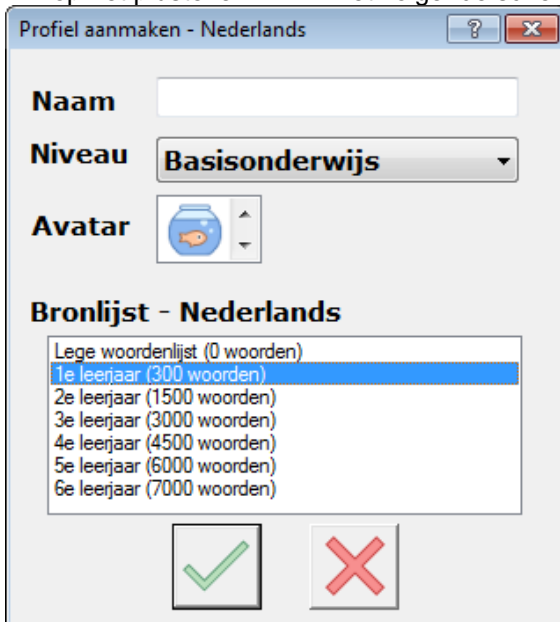 Profiel aanmaken - Nederlands
Naam
Niveau Basisonderwijs
Avatar
Bronlijst - Nederlands
Lege woordenlijst (0 woorden)
1e leerjaar (300 woorden)
2e leerjaar (1500 woorden)
3e leerjaar (3000 woorden)
4e leerjaar (4500 woorden)
5e leerjaar (6000 woorden)
6e leerjaar (7000 woorden)